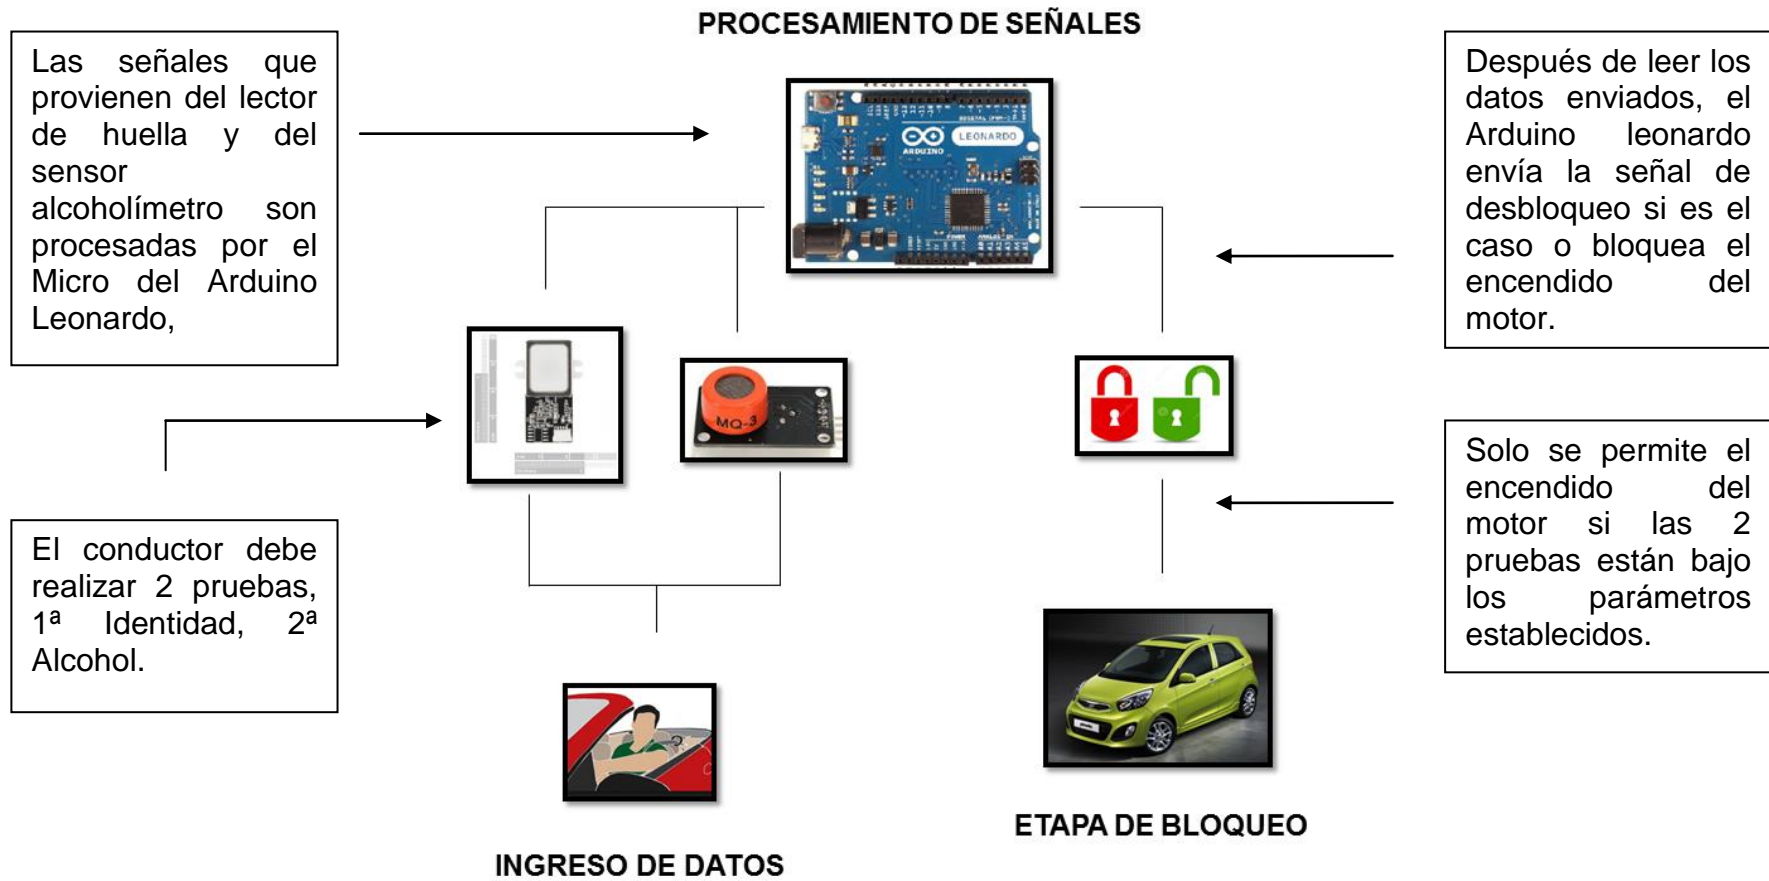 PROCESAMIENTO DE SEÑALES
Las señales que
provienen del lector
de huella y del
sensor
alcoholímetro son
procesadas por el
Micro del Arduino
Leonardo,
Después de leer los
datos enviados, el
Arduino leonardo
envía la señal de
desbloqueo si es el
caso o bloquea el
encendido del
motor.
ARDUINO
LEONARDO
MQ-3
El conductor debe
realizar 2 pruebas,
1ª Identidad, 2ª
Alcohol.
Solo se permite el
encendido del
motor si las 2
pruebas están bajo
los parámetros
establecidos.
ETAPA DE BLOQUEO
INGRESO DE DATOS